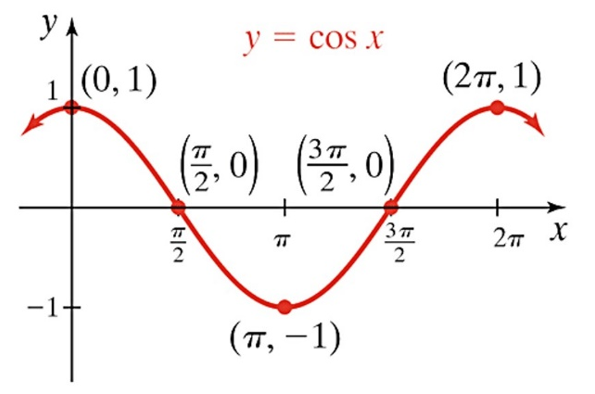 y
y = cos x
1
(0, 1)
(2π, 1)
(π/2, 0)
(3π/2, 0)
π/2
π
3π/2
2π
x
−1
(π, −1)